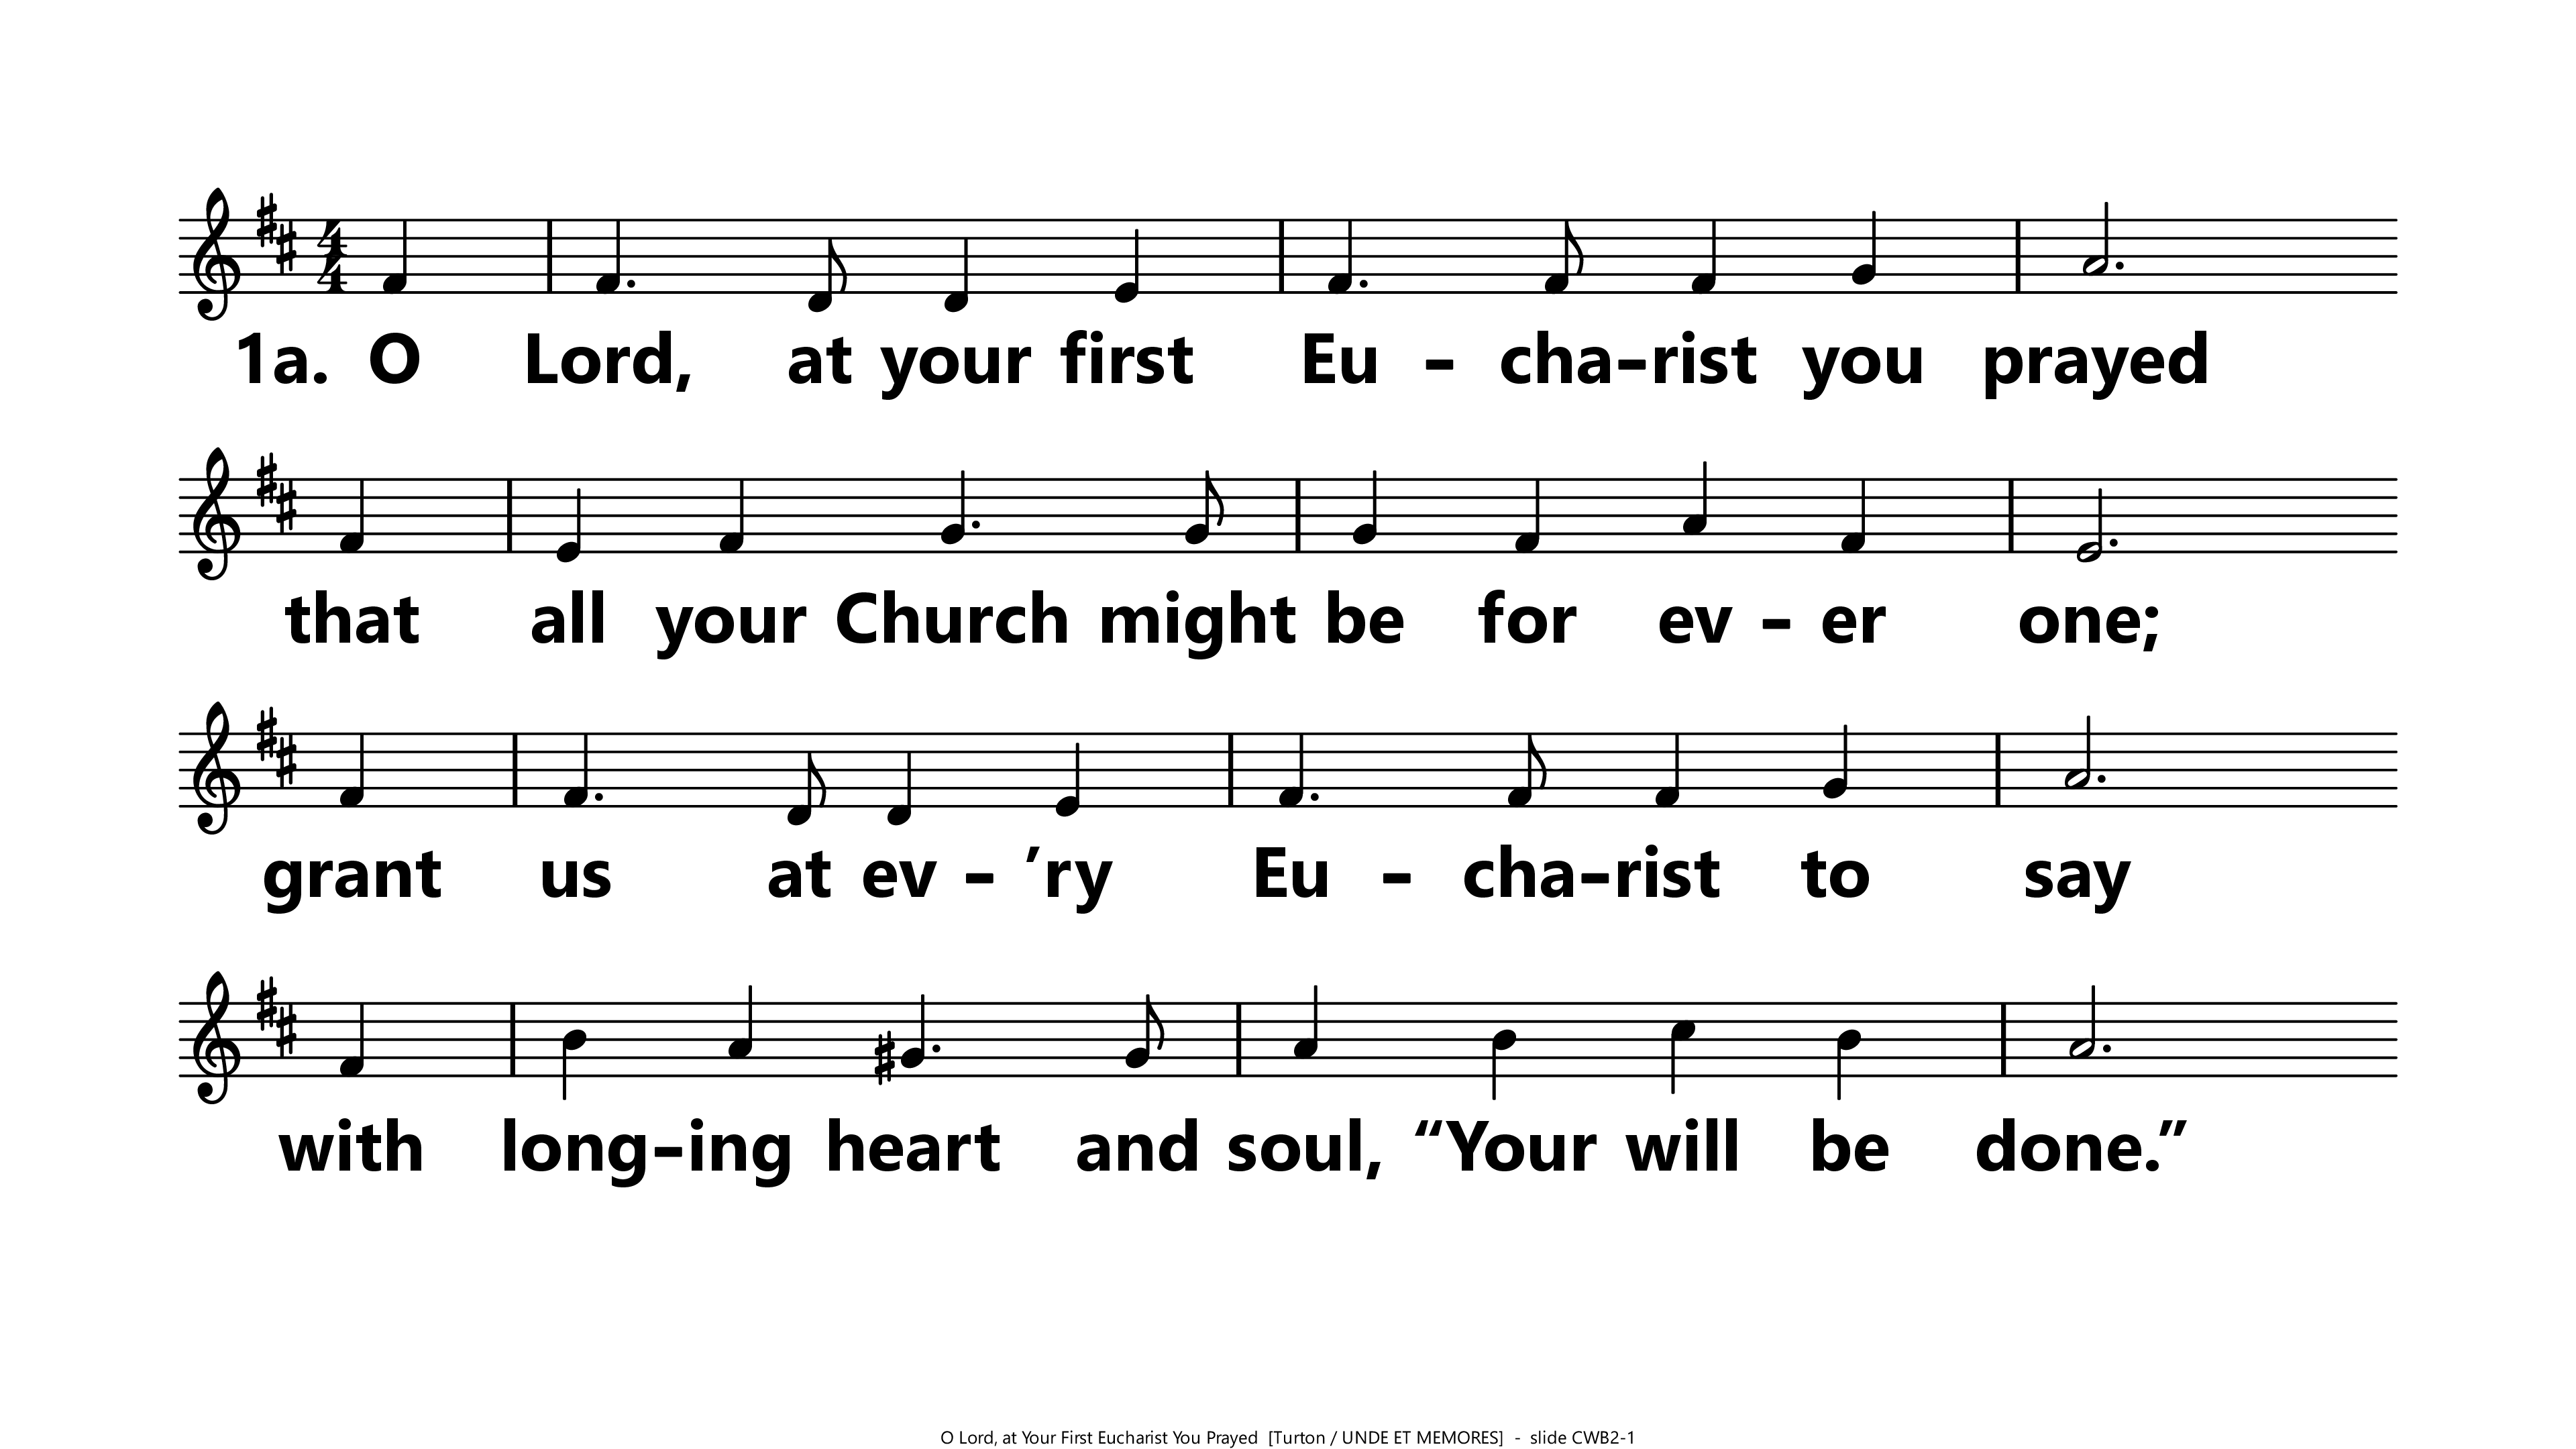 4
4
1a. O Lord, at your first Eu - cha-rist you prayed
that all your Church might be for ev - er one;
grant us at ev - ’ry Eu - cha-rist to say
with long-ing heart and soul, “Your will be done.”
O Lord, at Your First Eucharist You Prayed [Turton / UNDE ET MEMORES] - slide CWB2-1